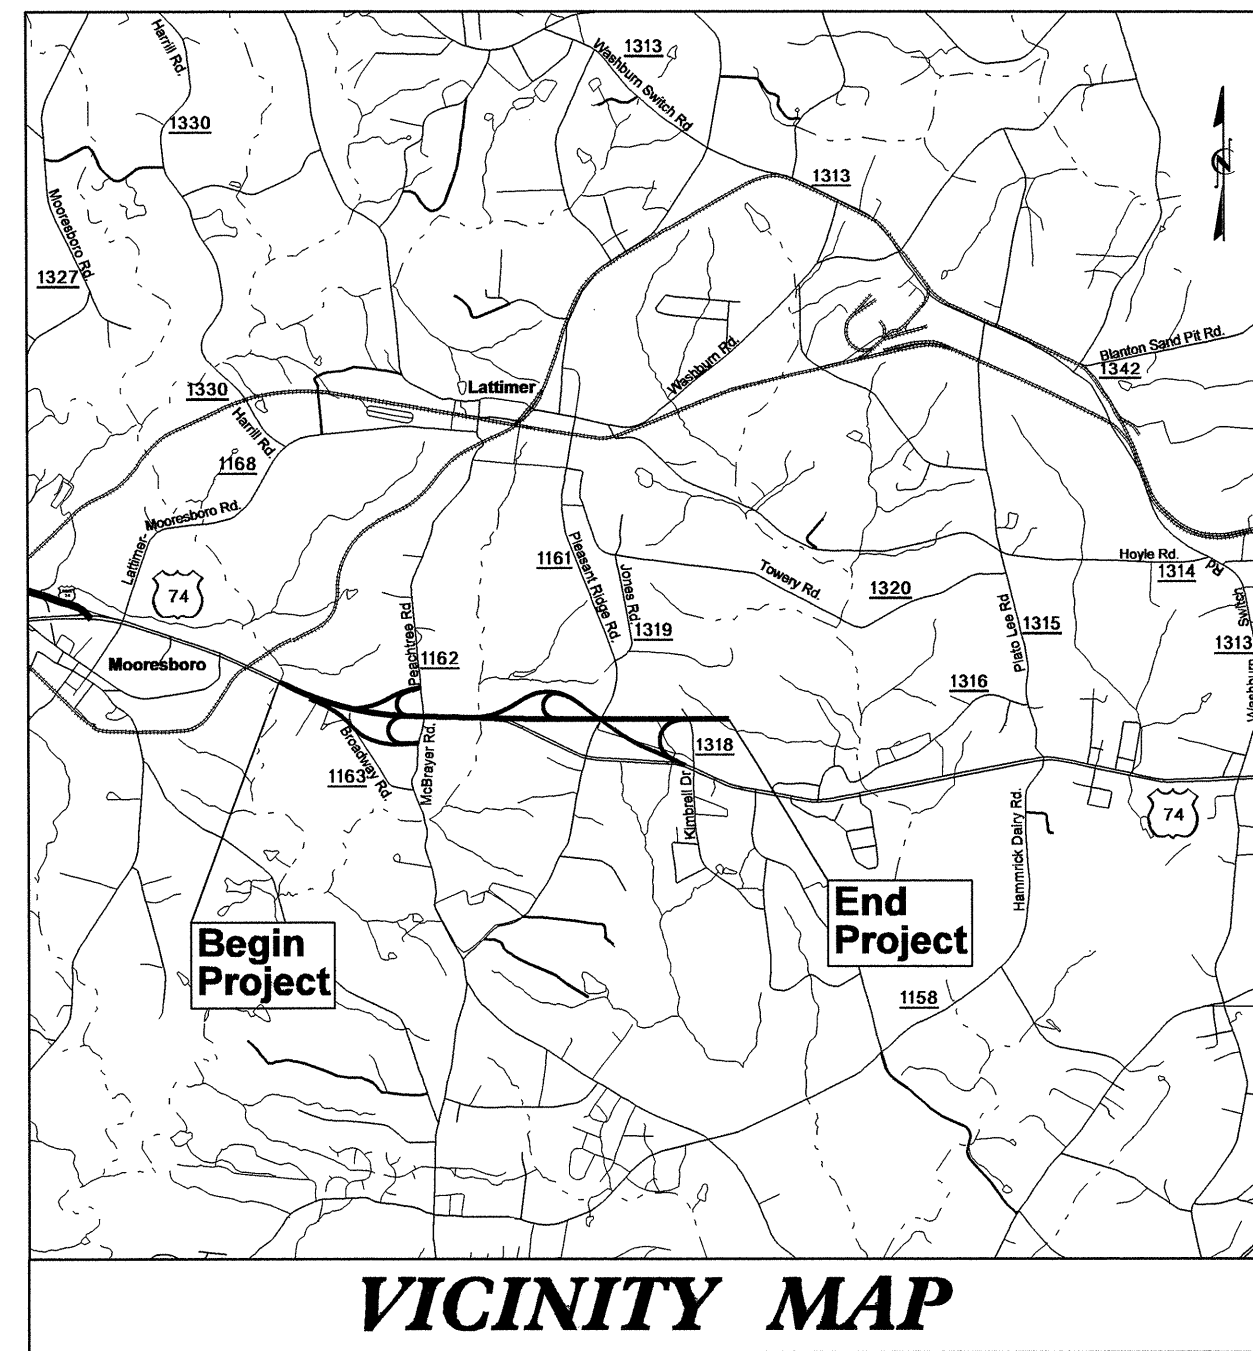 Harrill Rd.
1313
Washburn Switch Rd
1330
1313
Mooresboro Rd.
1327
N
Blanton Sand Pit Rd.
1342
Washburn Rd.
Lattimer
1330
Harrill Rd.
1168
Lattimer-Mooresboro Rd.
Pleasant Ridge Rd.
1161
Jones Rd.
1319
Towery Rd.
1320
Hoyle Rd.
1314
74
Peachtree Rd
1162
Plato Lee Rd
1315
Washburn Switch Rd
1313
Mooresboro
1316
Broadway Rd.
1163
McBrayer Rd.
1318
Kimbrell Dr
Hammrick Dairy Rd.
74
End
Project
Begin
Project
1158
VICINITY MAP